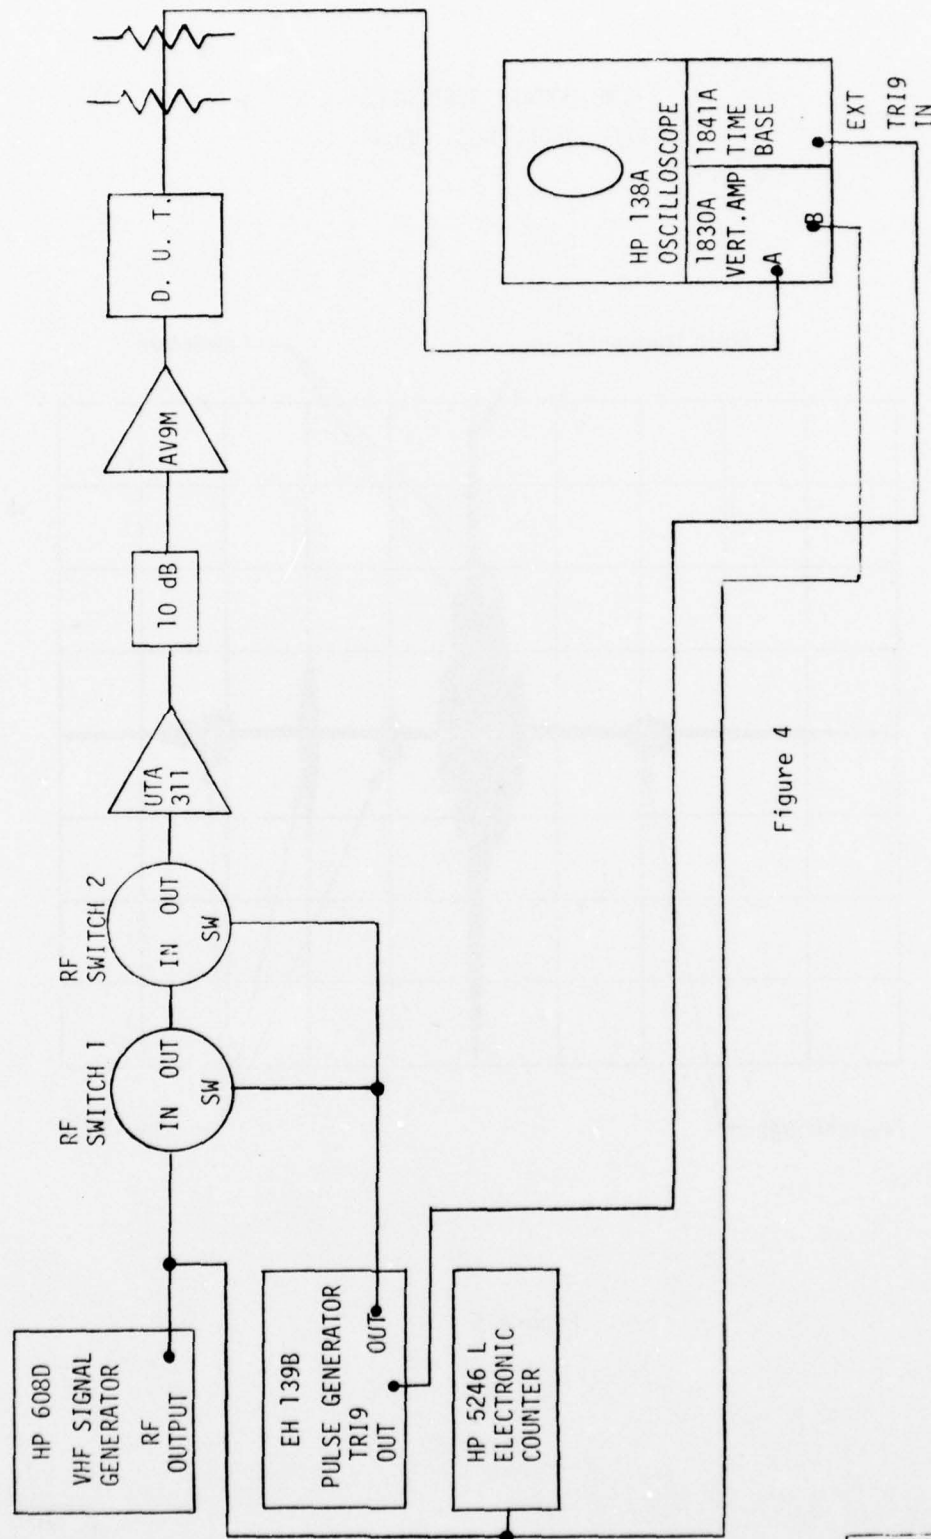 HP 608D
VHF SIGNAL
GENERATOR
RF
OUTPUT
RF
SWITCH 1
IN OUT
SW
RF
SWITCH 2
IN OUT
SW
UTA
311
10 dB
AV9M
D. U. T.
EH 139B
PULSE GENERATOR
TRI9
OUT
OUT
HP 5246 L
ELECTRONIC
COUNTER
HP 138A
OSCILLOSCOPE
1830A
VERT.AMP
1841A
TIME
BASE
A
B
EXT
TRI9
IN
Figure 4